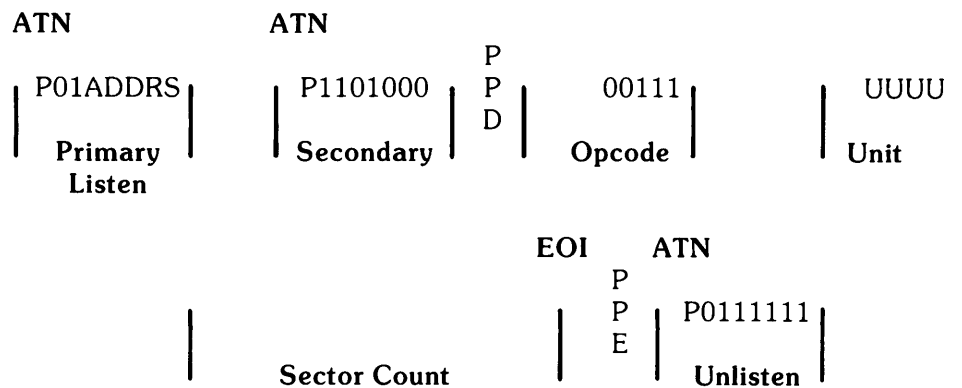 ATN ATN
P
P01ADDRS P1101000 P 00111 UUUU
D
Primary Secondary Opcode Unit
Listen
EOI ATN
P
P P0111111
E
Sector Count Unlisten